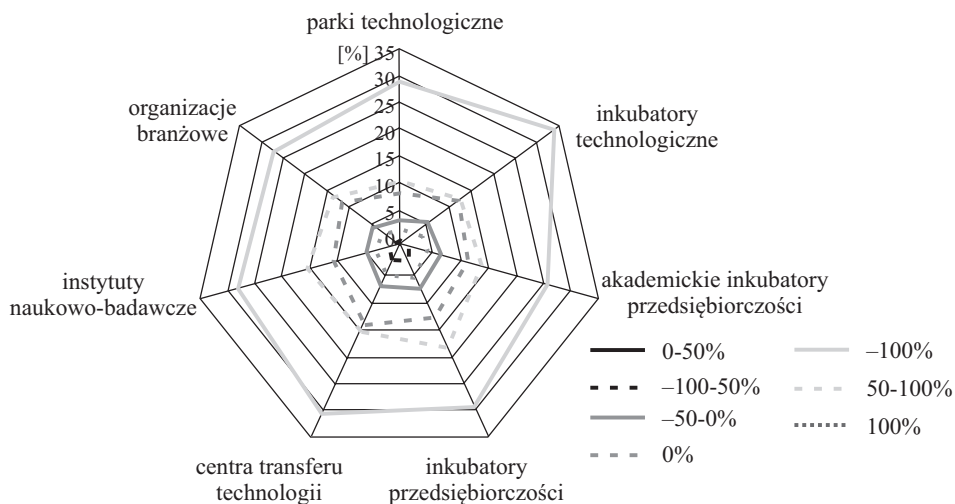 parki technologiczne
[%] 35
30
25
20
15
10
5
0
organizacje
branżowe
inkubatory
technologiczne
instytuty
naukowo-badawcze
akademickie inkubatory
przedsiębiorczości
centra transferu
technologii
inkubatory
przedsiębiorczości
0-50%
–100-50%
–50-0%
0%
–100%
50-100%
100%